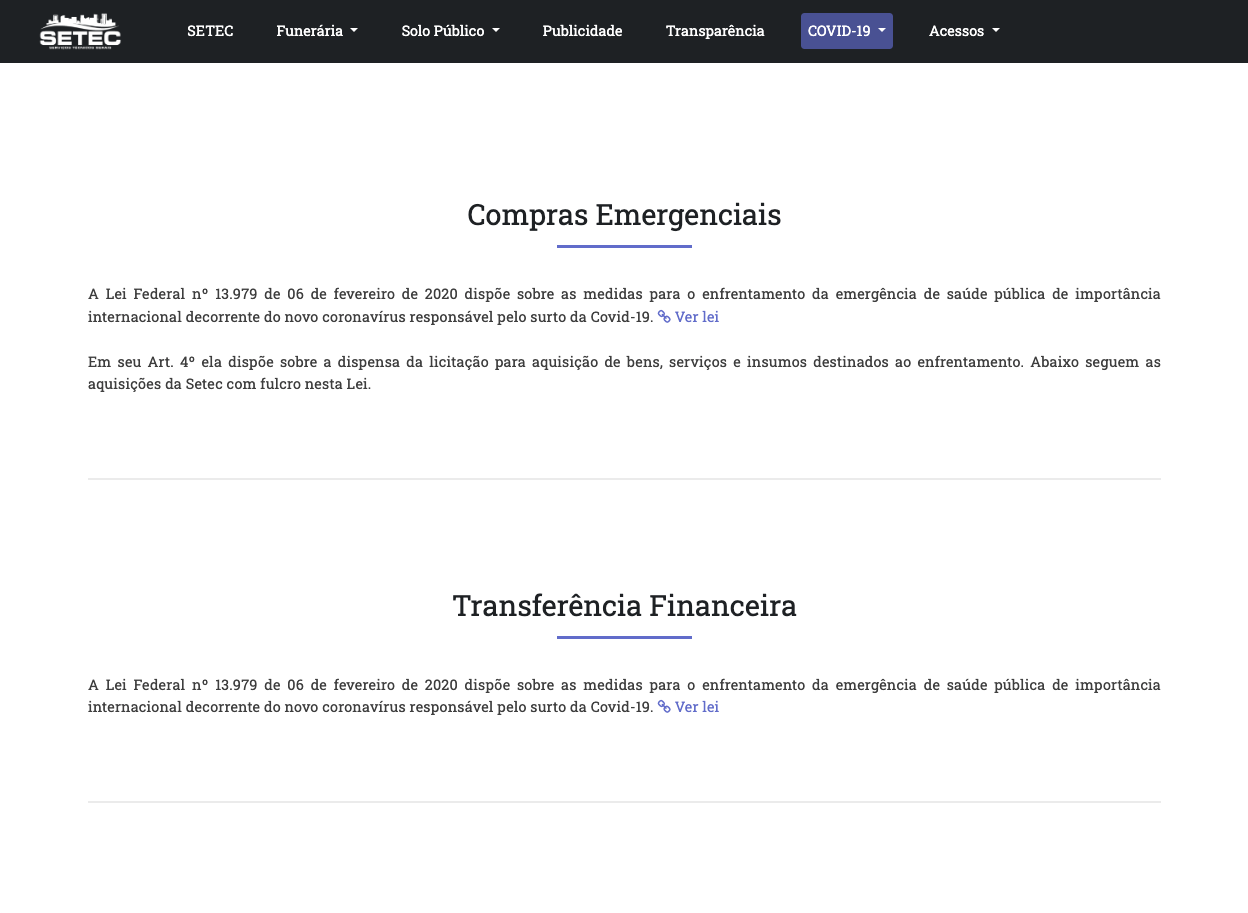 SETEC
SERVIÇOS TÉCNICOS GERAIS
SETEC Funerária Solo Público Publicidade Transparência COVID-19 Acessos
Compras Emergenciais
A Lei Federal nº 13.979 de 06 de fevereiro de 2020 dispõe sobre as medidas para o enfrentamento da emergência de saúde pública de importância
internacional decorrente do novo coronavírus responsável pelo surto da Covid-19. Ver lei
Em seu Art. 4º ela dispõe sobre a dispensa da licitação para aquisição de bens, serviços e insumos destinados ao enfrentamento. Abaixo seguem as
aquisições da Setec com fulcro nesta Lei.
Transferência Financeira
A Lei Federal nº 13.979 de 06 de fevereiro de 2020 dispõe sobre as medidas para o enfrentamento da emergência de saúde pública de importância
internacional decorrente do novo coronavírus responsável pelo surto da Covid-19. Ver lei